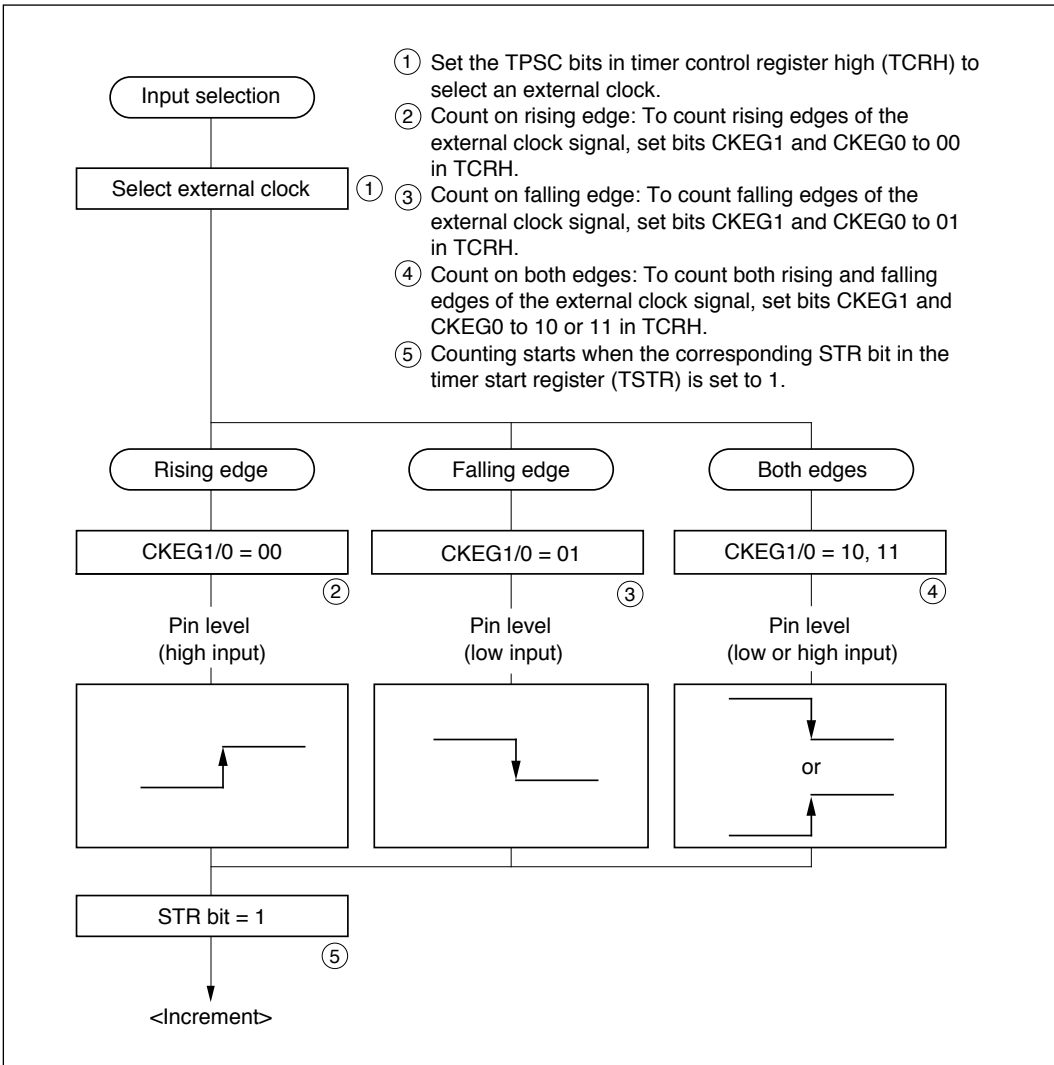 Input selection
Select external clock
①
① Set the TPSC bits in timer control register high (TCRH) to
select an external clock.
② Count on rising edge: To count rising edges of the
external clock signal, set bits CKEG1 and CKEG0 to 00
in TCRH.
③ Count on falling edge: To count falling edges of the
external clock signal, set bits CKEG1 and CKEG0 to 01
in TCRH.
④ Count on both edges: To count both rising and falling
edges of the external clock signal, set bits CKEG1 and
CKEG0 to 10 or 11 in TCRH.
⑤ Counting starts when the corresponding STR bit in the
timer start register (TSTR) is set to 1.
Rising edge
CKEG1/0 = 00
②
Pin level
(high input)
Falling edge
CKEG1/0 = 01
③
Pin level
(low input)
Both edges
CKEG1/0 = 10, 11
④
Pin level
(low or high input)
or
STR bit = 1
⑤
<Increment>